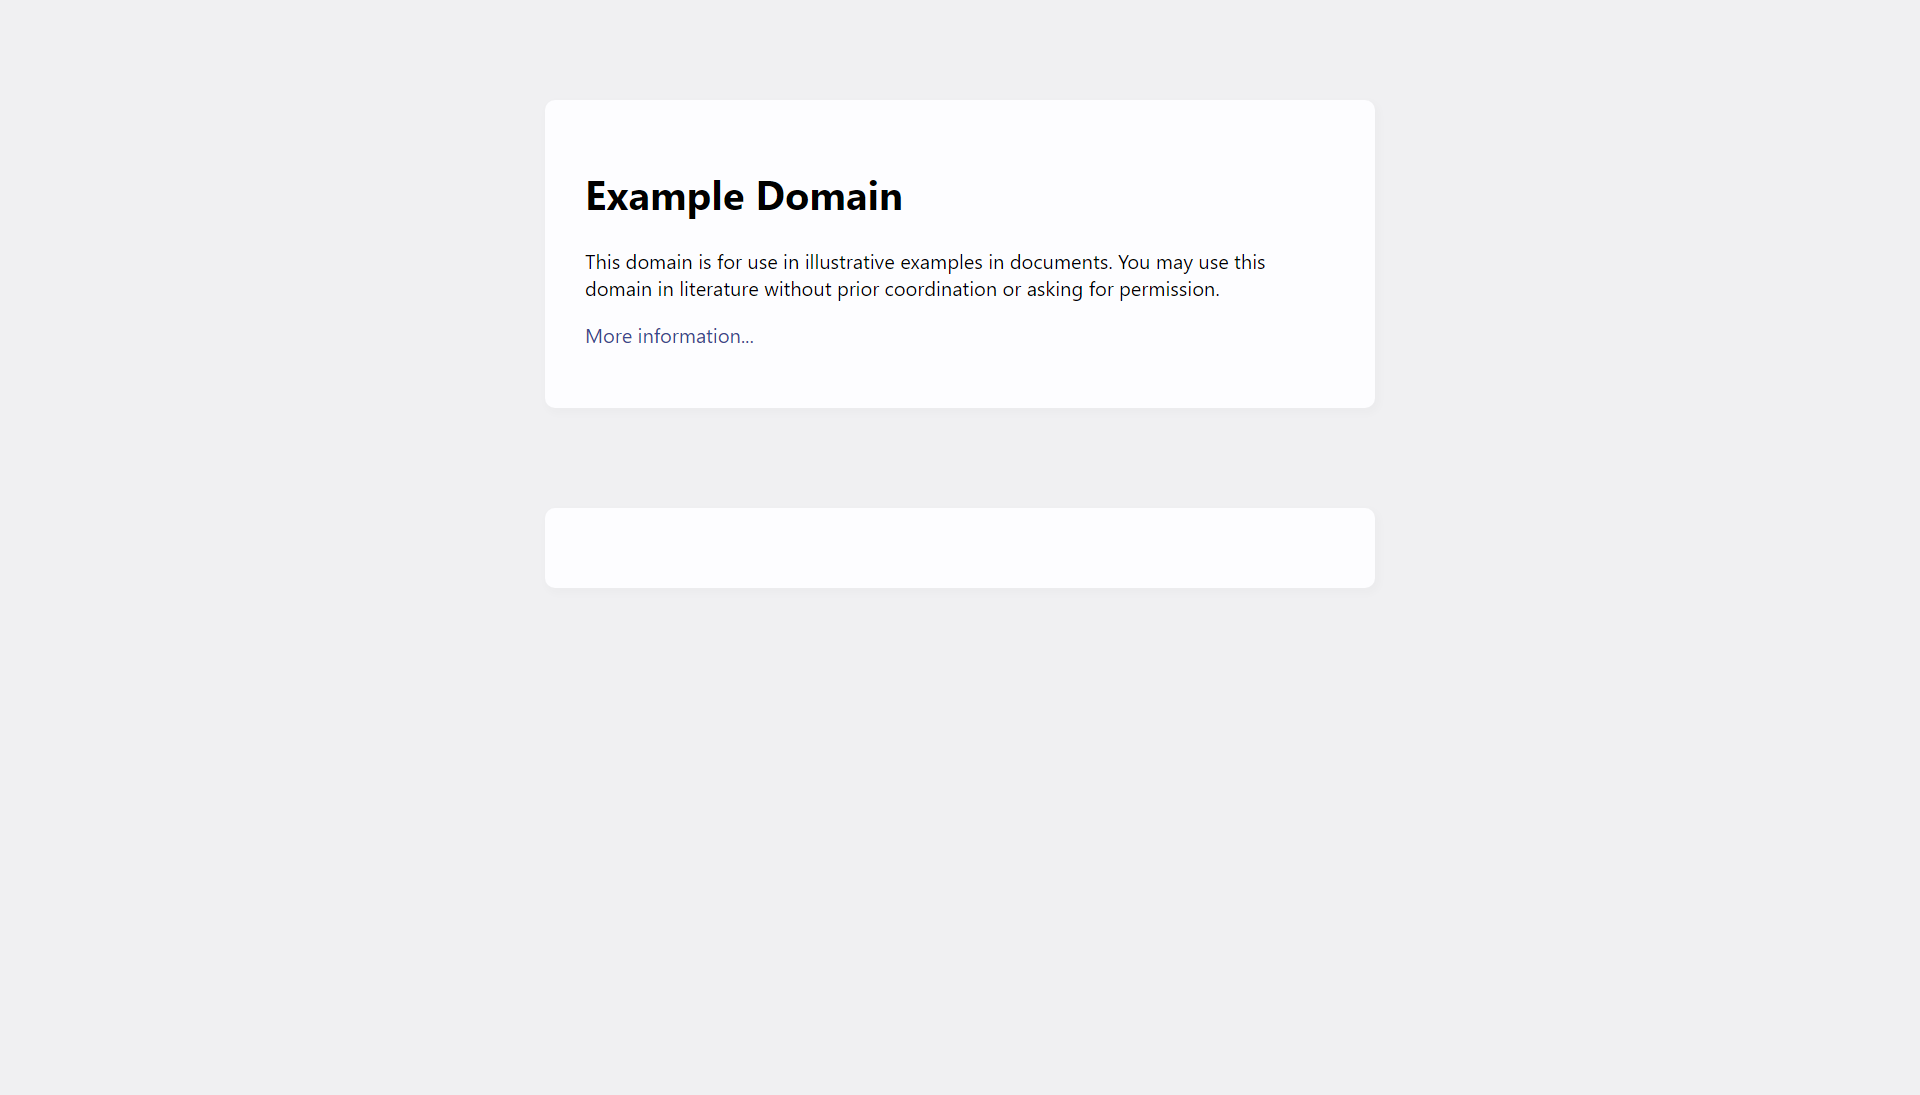 Example Domain
This domain is for use in illustrative examples in documents. You may use this
domain in literature without prior coordination or asking for permission.
More information...